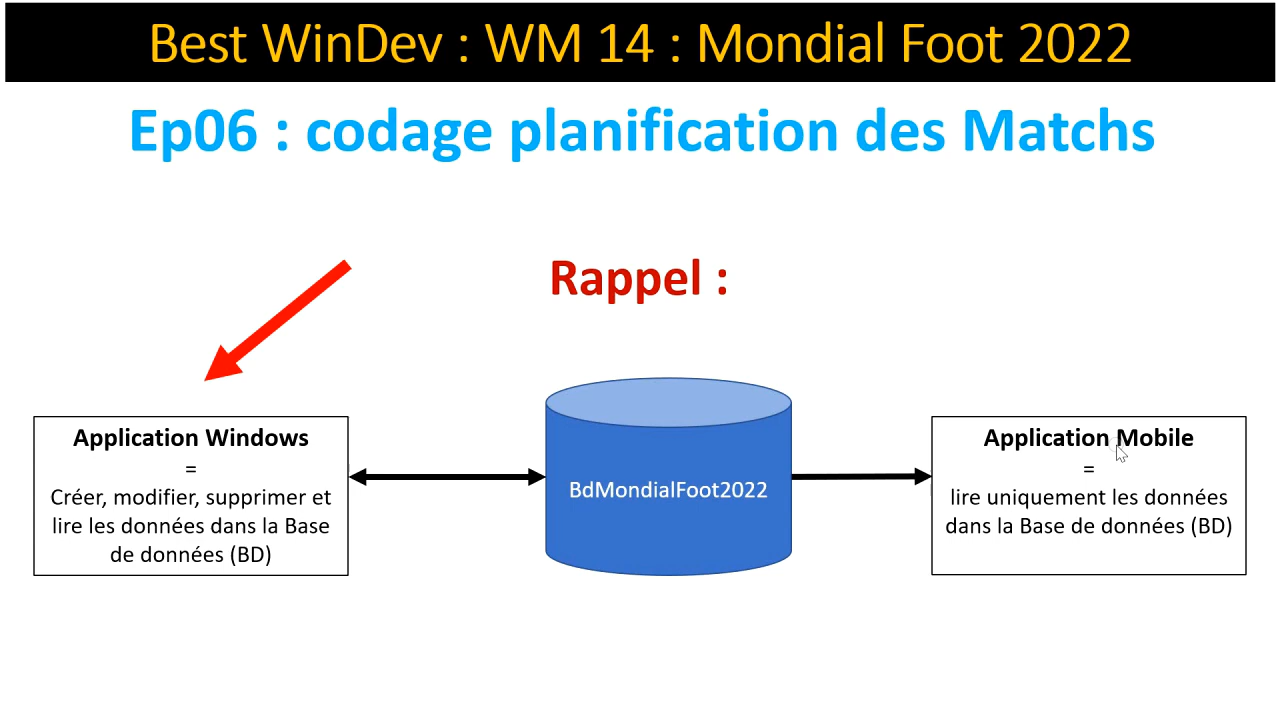 Best WinDev : WM 14 : Mondial Foot 2022
Ep06 : codage planification des Matchs
Rappel :
Application Windows
=
Créer, modifier, supprimer et
lire les données dans la Base
de données (BD)
BdMondialFoot2022
Application Mobile
=
lire uniquement les données
dans la Base de données (BD)